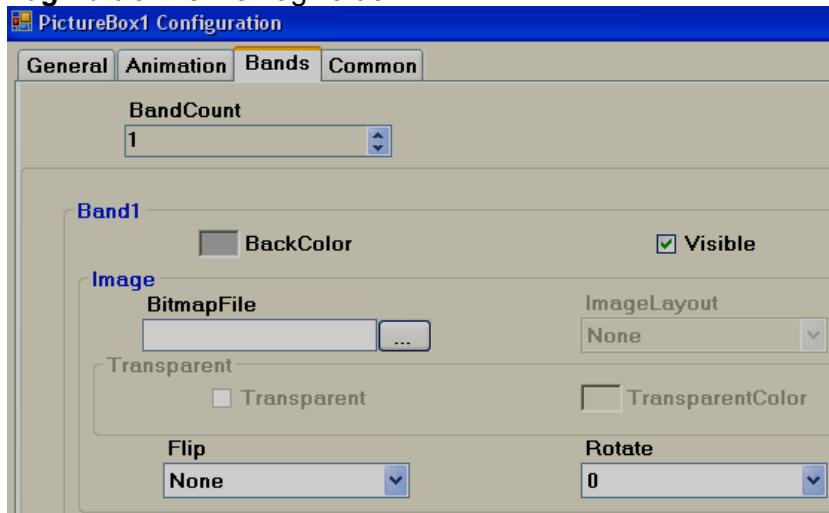 PictureBox1 Configuration
General Animation Bands Common
BandCount
1
Band1
BackColor Visible
Image
BitmapFile ImageLayout
... None
Transparent
Transparent TransparentColor
Flip Rotate
None 0